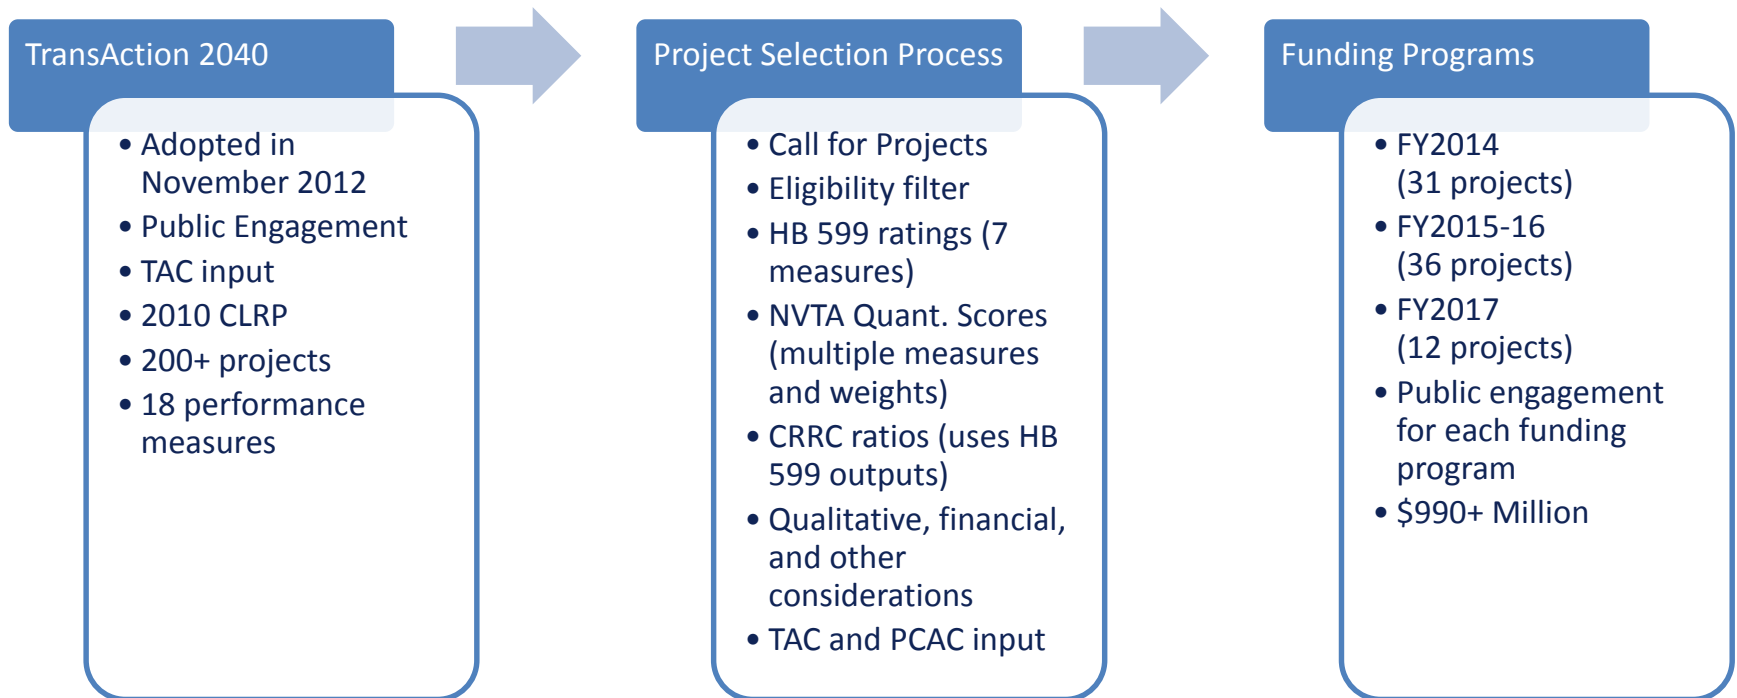 TransAction 2040
• Adopted in
November 2012
• Public Engagement
• TAC input
• 2010 CLRP
• 200+ projects
• 18 performance
measures
Project Selection Process
• Call for Projects
• Eligibility filter
• HB 599 ratings (7
measures)
• NVTA Quant. Scores
(multiple measures
and weights)
• CRRC ratios (uses HB
599 outputs)
• Qualitative, financial,
and other
considerations
• TAC and PCAC input
Funding Programs
• FY2014
(31 projects)
• FY2015-16
(36 projects)
• FY2017
(12 projects)
• Public engagement
for each funding
program
• $990+ Million